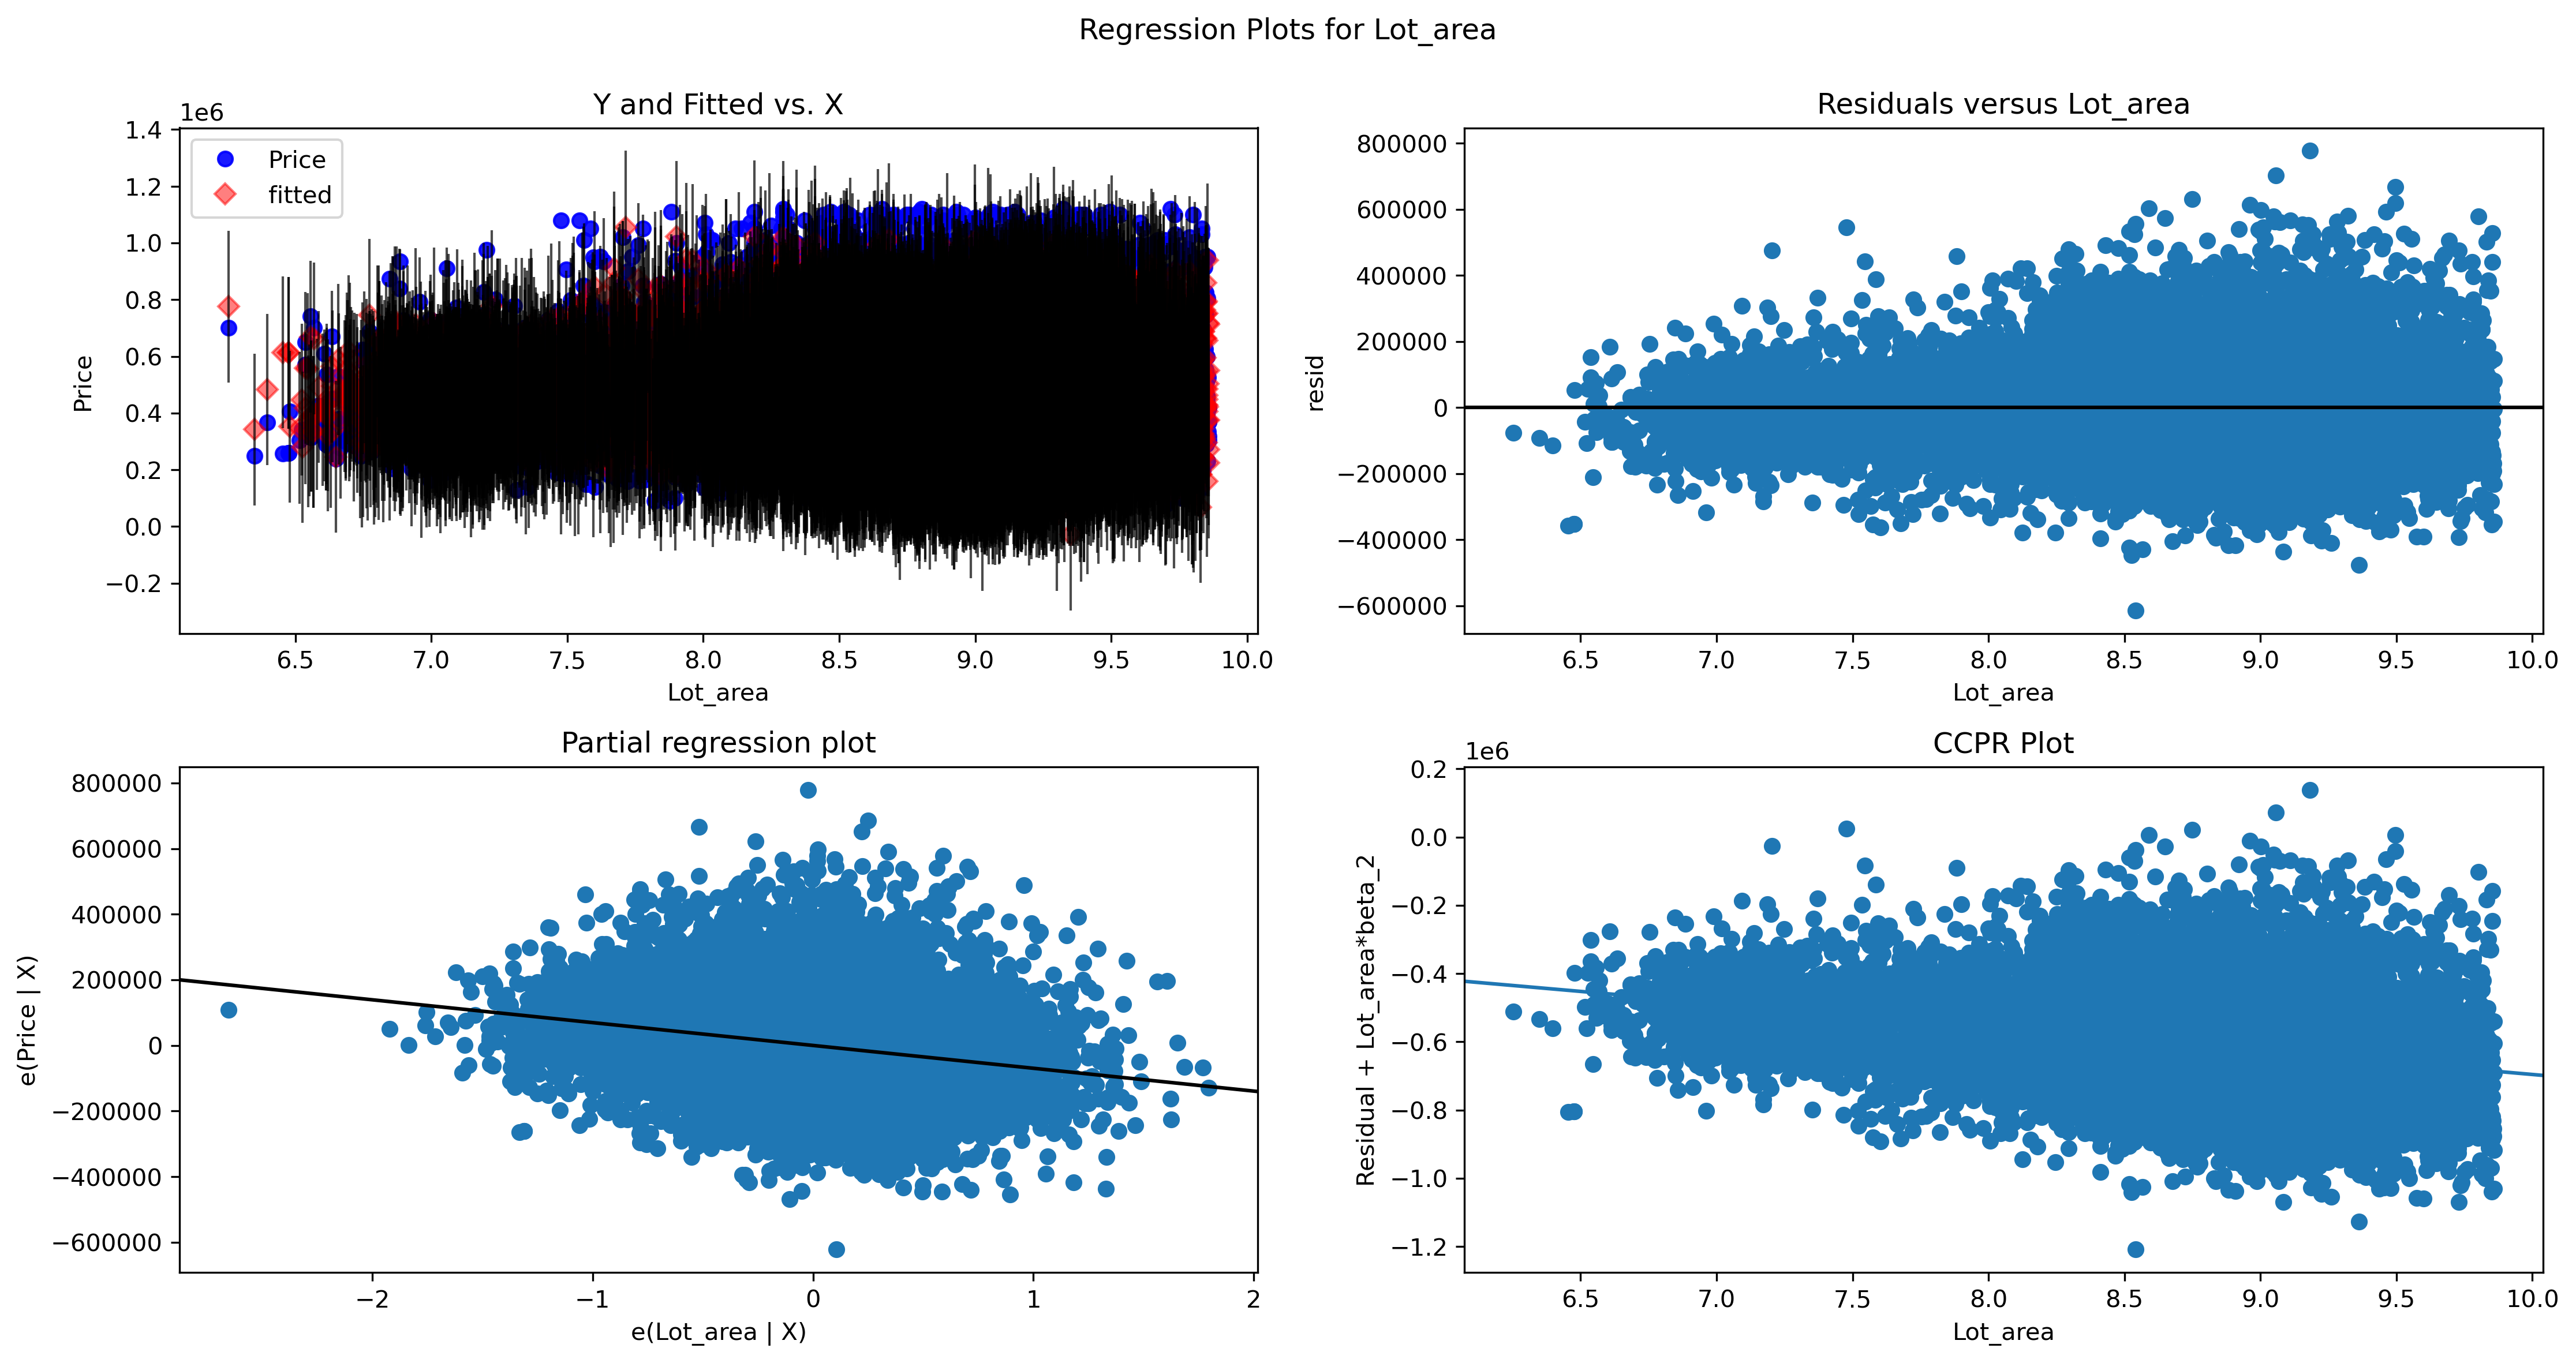 Regression Plots for Lot_area
Y and Fitted vs. X
1e6
1.4
1.2
1.0
0.8
0.6
0.4
0.2
0.0
−0.2
Price
Price
fitted
6.5 7.0 7.5 8.0 8.5 9.0 9.5 10.0
Lot_area
Residuals versus Lot_area
800000
600000
400000
200000
0
−200000
−400000
−600000
resid
6.5 7.0 7.5 8.0 8.5 9.0 9.5 10.0
Lot_area
Partial regression plot
800000
600000
400000
200000
0
−200000
−400000
−600000
e(Price | X)
−2 −1 0 1 2
e(Lot_area | X)
CCPR Plot
1e6
0.2
0.0
−0.2
−0.4
−0.6
−0.8
−1.0
−1.2
Residual + Lot_area*beta_2
6.5 7.0 7.5 8.0 8.5 9.0 9.5 10.0
Lot_area